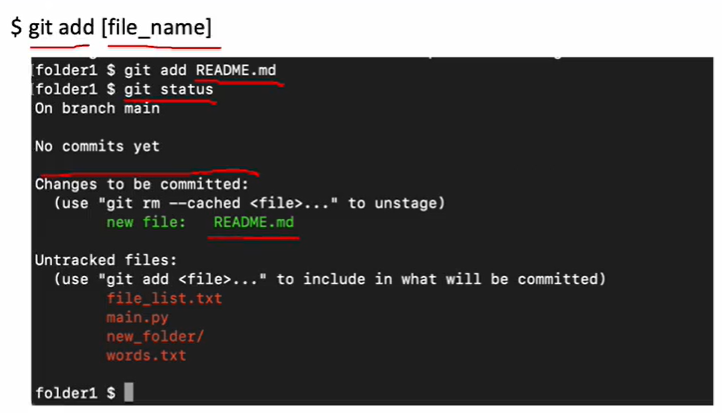 $ git add [file_name]
[folder1 $ git add README.md
[folder1 $ git status
On branch main
No commits yet
Changes to be committed:
(use "git rm --cached <file>..." to unstage)
new file: README.md
Untracked files:
(use "git add <file>..." to include in what will be committed)
file_list.txt
main.py
new_folder/
words.txt
folder1 $